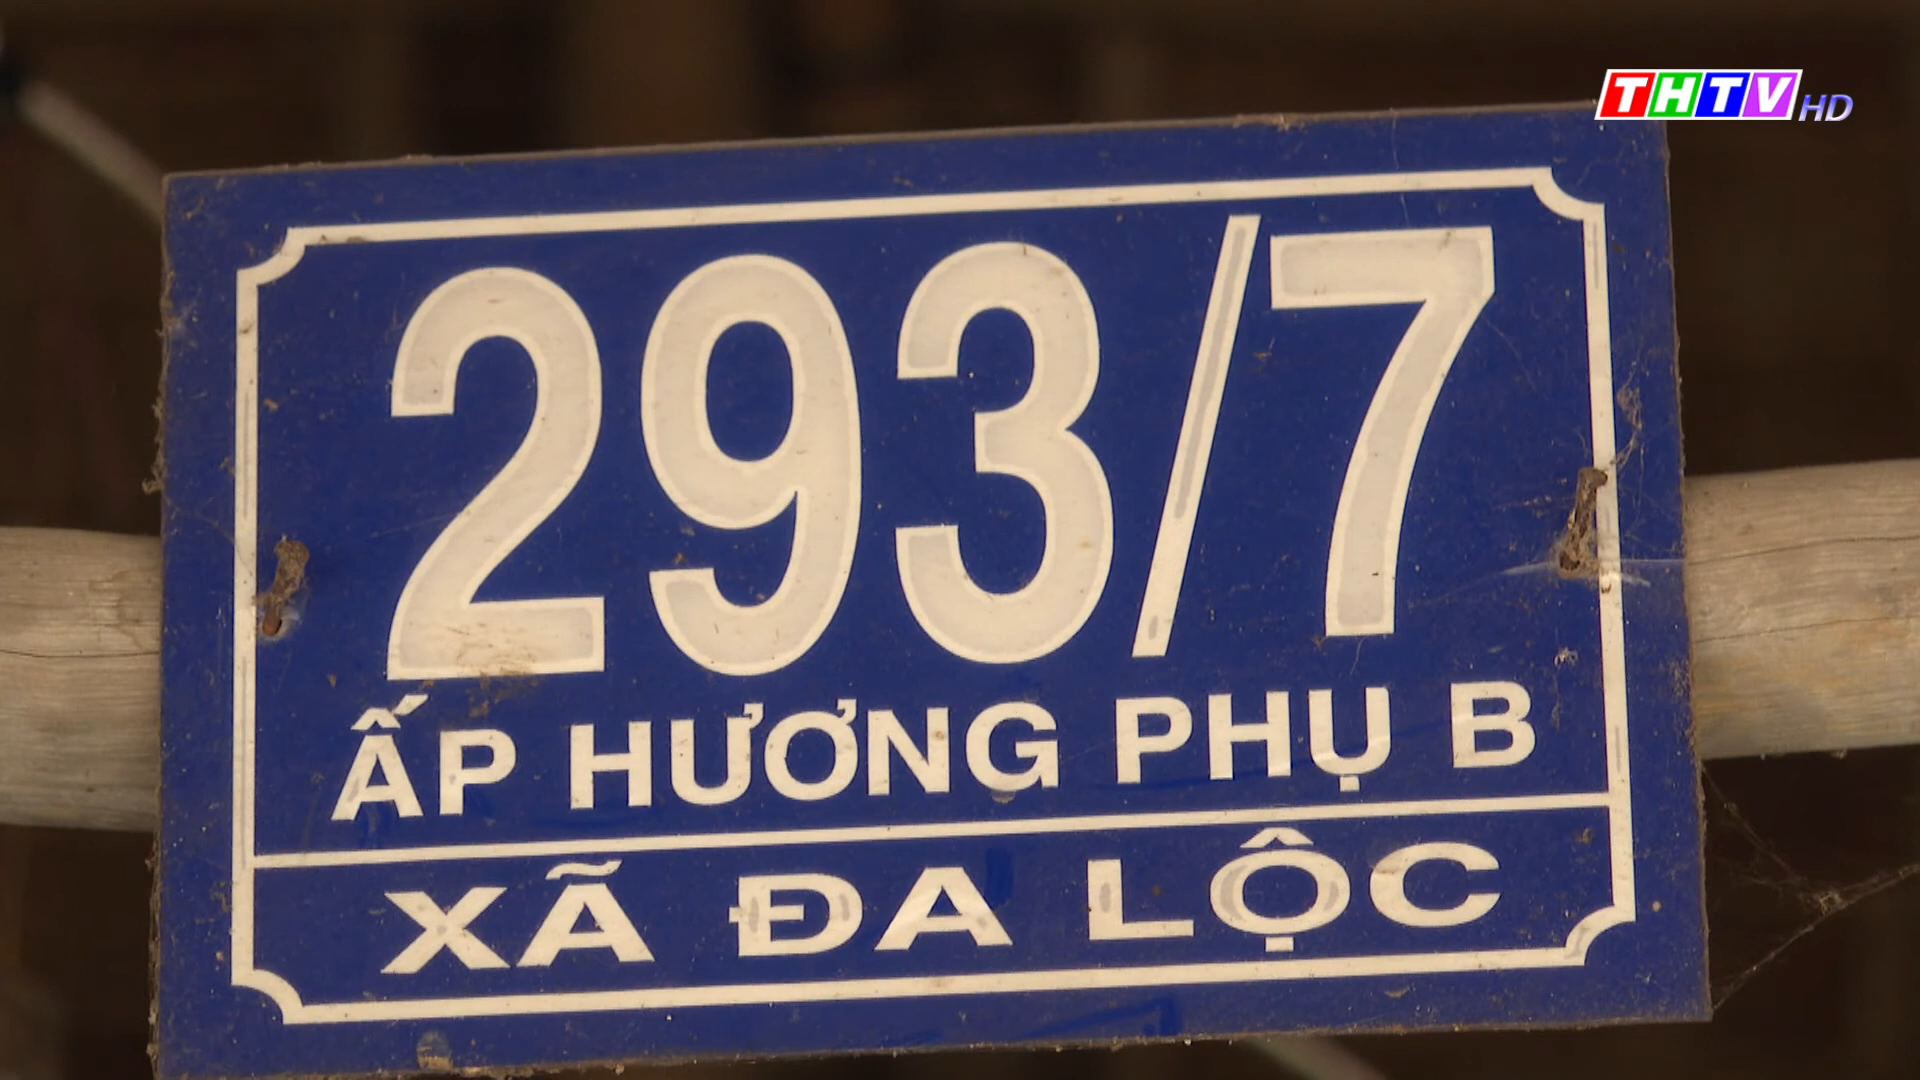 THTV HD
293/7
ẤP HƯƠNG PHỤ B
XÃ ĐA LỘC